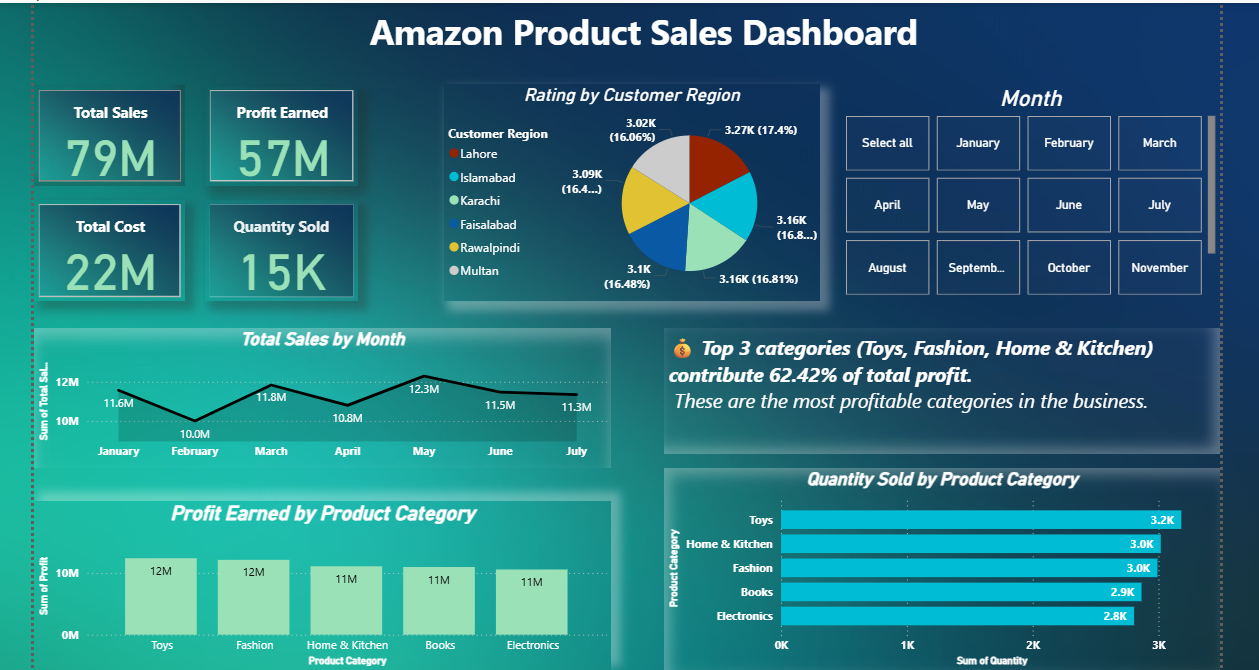 Amazon Product Sales Dashboard
Total Sales
79M
Profit Earned
57M
Total Cost
22M
Quantity Sold
15K
Rating by Customer Region
Customer Region
Lahore
Islamabad
Karachi
Faisalabad
Rawalpindi
Multan
3.27K (17.4%)
3.16K
(16.8...)
3.16K (16.81%)
3.1K
(16.48%)
3.09K
(16.4...)
3.02K
(16.06%)
Month
Select all
January
February
March
April
May
June
July
August
Septemb...
October
November
Total Sales by Month
Sum of Total Sal...
12M
10M
11.6M
10.0M
11.8M
10.8M
12.3M
11.5M
11.3M
January
February
March
April
May
June
July
💰 Top 3 categories (Toys, Fashion, Home & Kitchen)
contribute 62.42% of total profit.
These are the most profitable categories in the business.
Profit Earned by Product Category
Sum of Profit
10M
0M
12M
12M
11M
11M
11M
Toys
Fashion
Home & Kitchen
Books
Electronics
Product Category
Quantity Sold by Product Category
Product Category
Toys
3.2K
Home & Kitchen
3.0K
Fashion
3.0K
Books
2.9K
Electronics
2.8K
0K
1K
2K
3K
Sum of Quantity